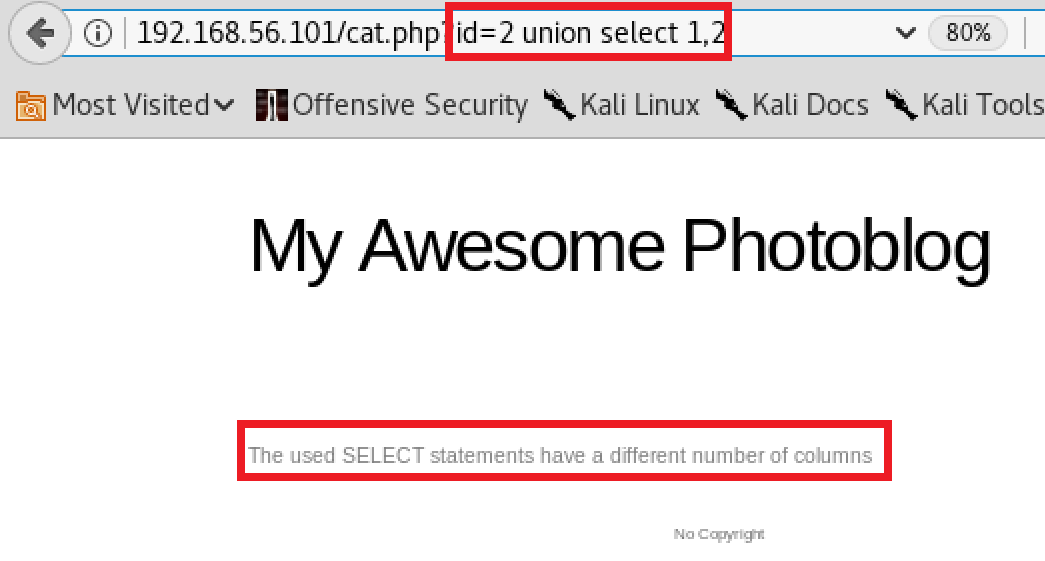 192.168.56.101/cat.php?id=2 union select 1,2
80%
Most Visited Offensive Security Kali Linux Kali Docs Kali Tools
My Awesome Photoblog
The used SELECT statements have a different number of columns
No Copyright